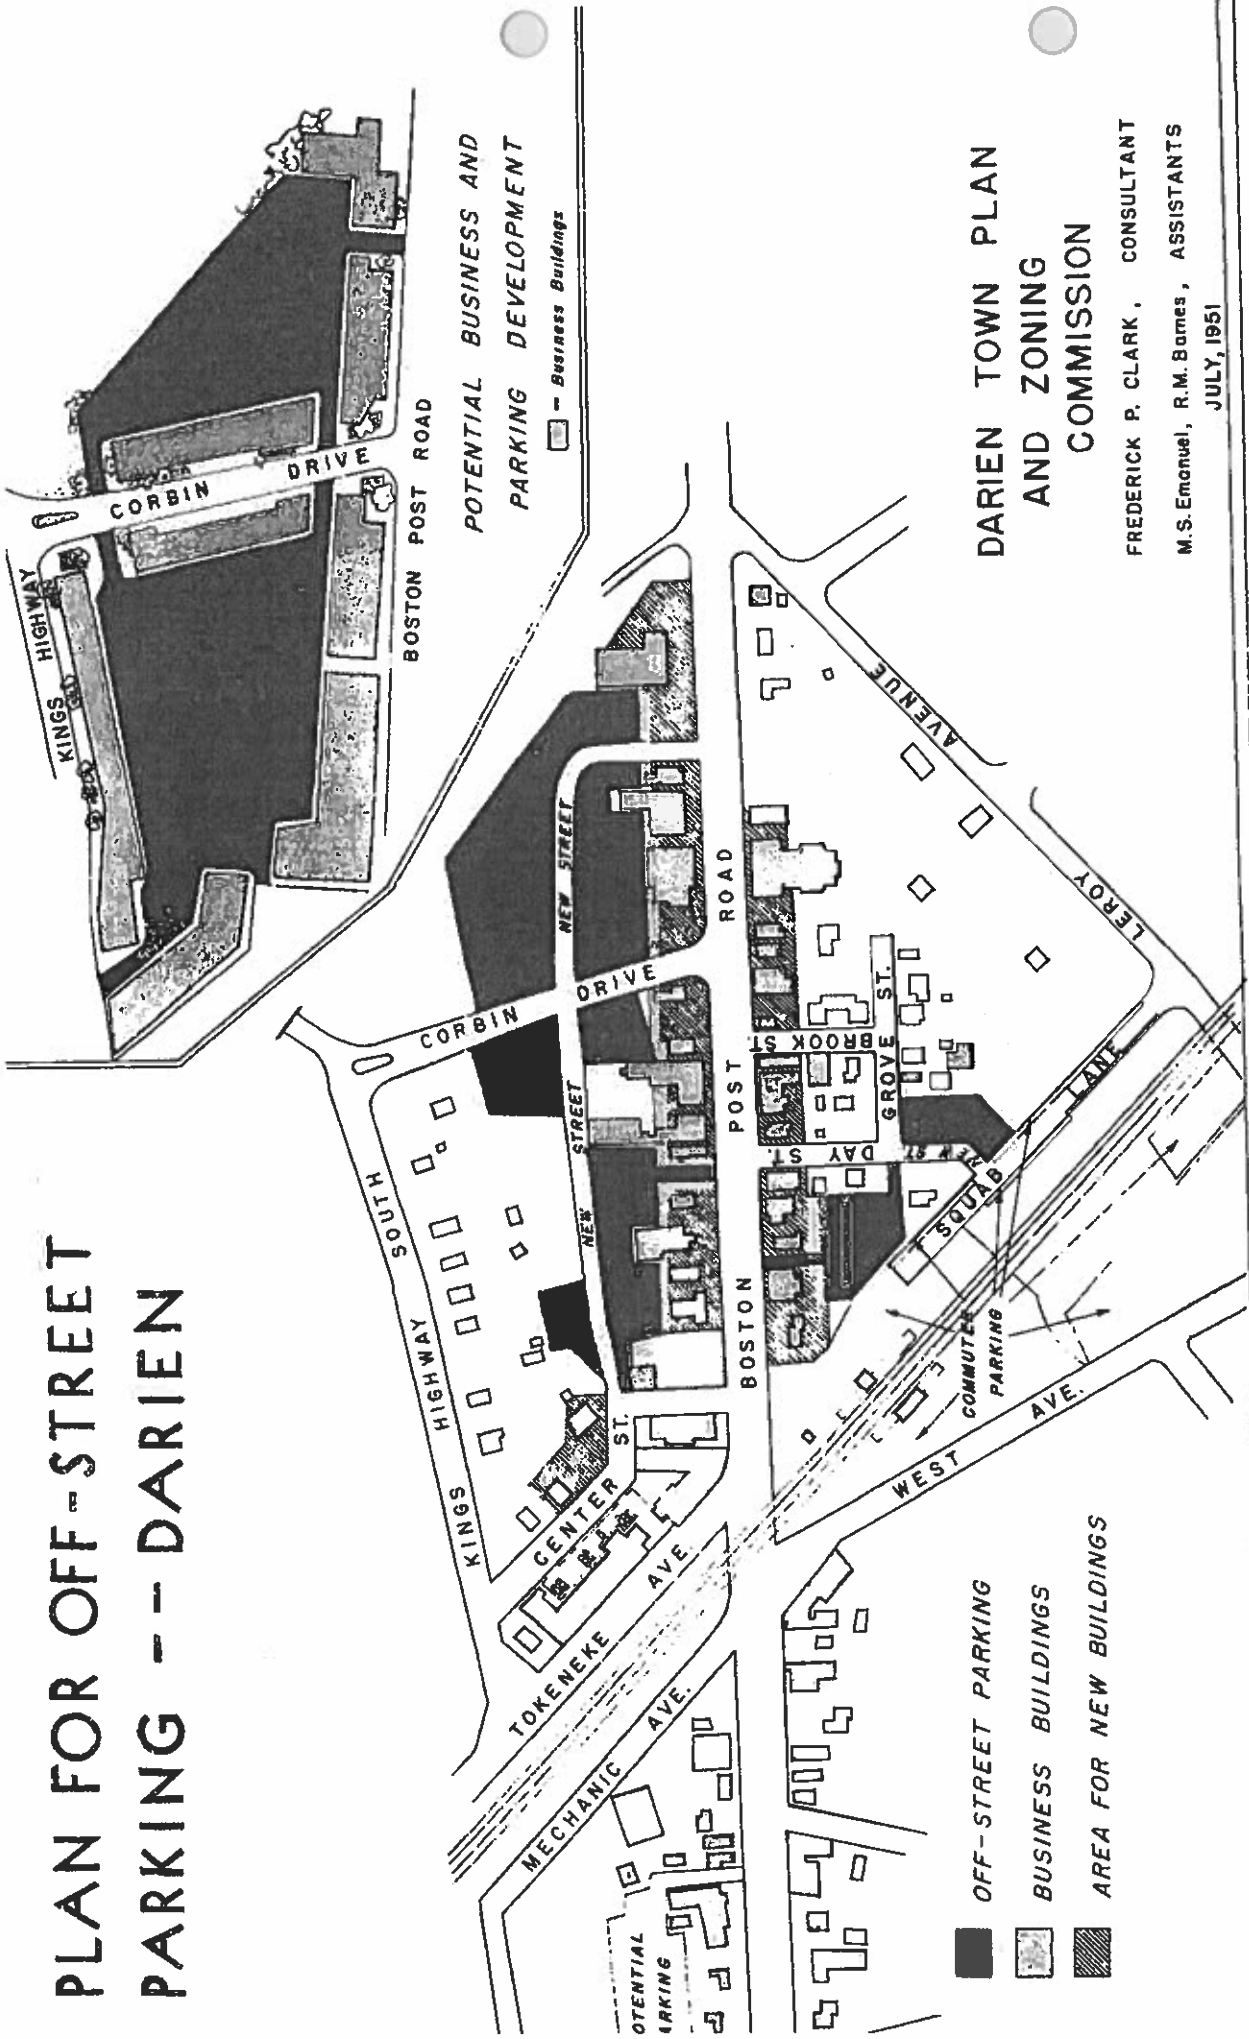 PLAN FOR OFF-STREET
PARKING -- DARIEN
KINGS HIGHWAY
CORBIN DRIVE
BOSTON POST ROAD
POTENTIAL BUSINESS AND
PARKING DEVELOPMENT
- Business Buildings
KINGS HIGHWAY SOUTH
CORBIN DRIVE
NEW STREET
NEW STREET
CENTER ST.
TOKENEKE AVE.
MECHANIC AVE.
BOSTON POST ROAD
BROOK ST.
DAY ST.
GROVE ST.
NEW ST.
SQUAB LANE
LEROY AVENUE
WEST AVE.
COMMUTER
PARKING
OTENTIAL
ARKING
OFF-STREET PARKING
BUSINESS BUILDINGS
AREA FOR NEW BUILDINGS
DARIEN TOWN PLAN
AND ZONING
COMMISSION
FREDERICK P. CLARK, CONSULTANT
M.S. Emanuel, R.M. Barnes, ASSISTANTS
JULY, 1951